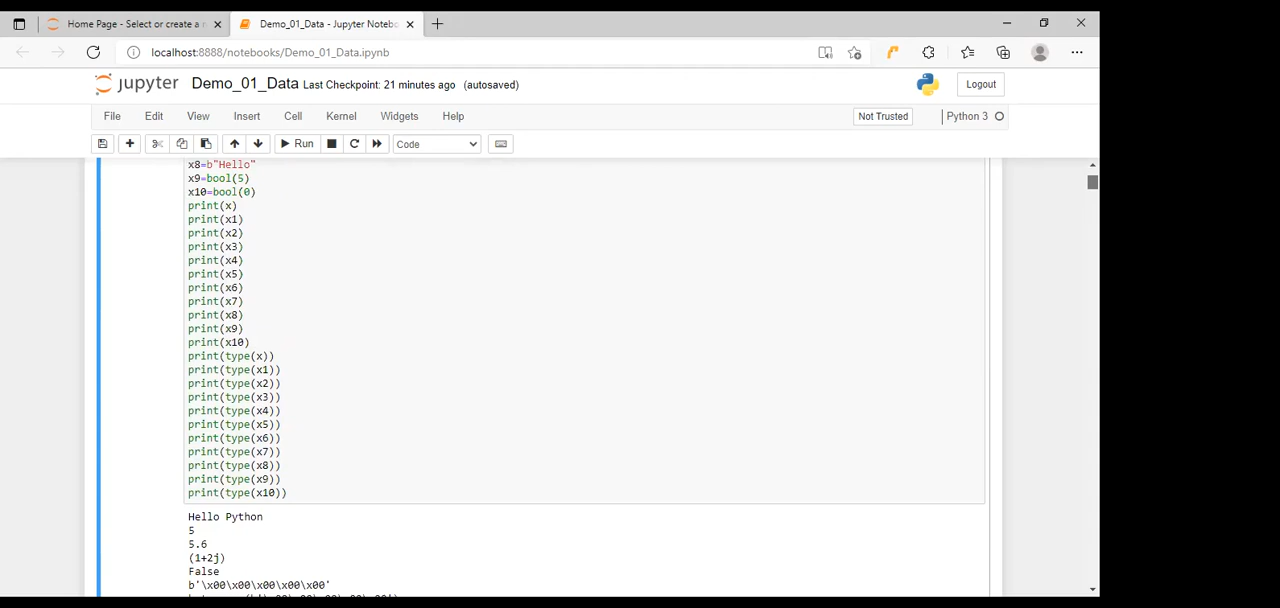 Home Page - Select or create a n
Demo_01_Data - Jupyter Notebo
localhost:8888/notebooks/Demo_01_Data.ipynb
jupyter Demo_01_Data Last Checkpoint: 21 minutes ago (autosaved)
Logout
File Edit View Insert Cell Kernel Widgets Help
Not Trusted
Python 3
Run
Code
x8=b"Hello"
x9=bool(5)
x10=bool(0)
print(x)
print(x1)
print(x2)
print(x3)
print(x4)
print(x5)
print(x6)
print(x7)
print(x8)
print(x9)
print(x10)
print(type(x))
print(type(x1))
print(type(x2))
print(type(x3))
print(type(x4))
print(type(x5))
print(type(x6))
print(type(x7))
print(type(x8))
print(type(x9))
print(type(x10))
Hello Python
5
5.6
(1+2j)
False
b'\x00\x00\x00\x00\x00'